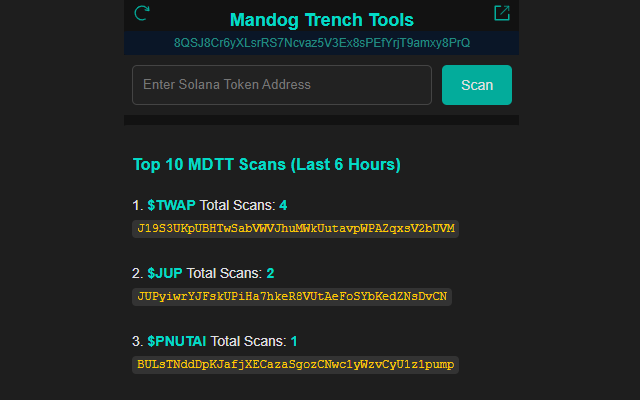 Mandog Trench Tools
8QSJ8Cr6yXLsrRS7Ncvaz5V3Ex8sPEfYrjT9amxy8PrQ
Enter Solana Token Address
Scan
Top 10 MDTT Scans (Last 6 Hours)
1. $TWAP Total Scans: 4
J19S3UKpUBHTwSabVWVJhuMWkUutavpWPAZqxsV2bUVM
2. $JUP Total Scans: 2
JUPyiwrYJFskUPiHa7hkeR8VUtAeFoSYbKedZNsDvCN
3. $PNUTAI Total Scans: 1
BULsTNddDpKJafjXECazaSgozCNwc1yWzvCyU1z1pump